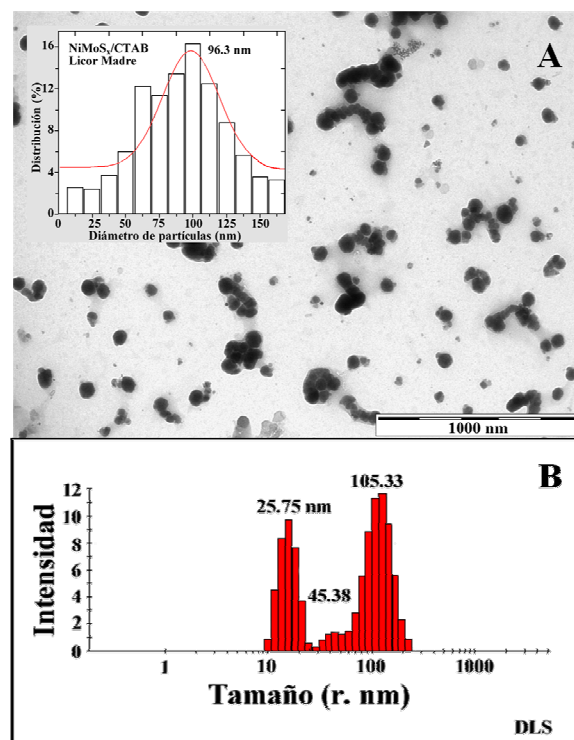 A
NiMoSx/CTAB
Licor Madre
96.3 nm
Distribución (%)
16
12
8
4
0
0 25 50 75 100 125 150
Diámetro de partículas (nm)
1000 nm
B
Intensidad
12
10
8
6
4
2
0
25.75 nm
45.38
105.33
1 10 100 1000
Tamaño (r. nm)
DLS